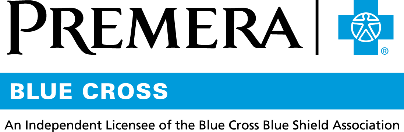 PREMERA
®
BLUE CROSS
An Independent Licensee of the Blue Cross Blue Shield Association